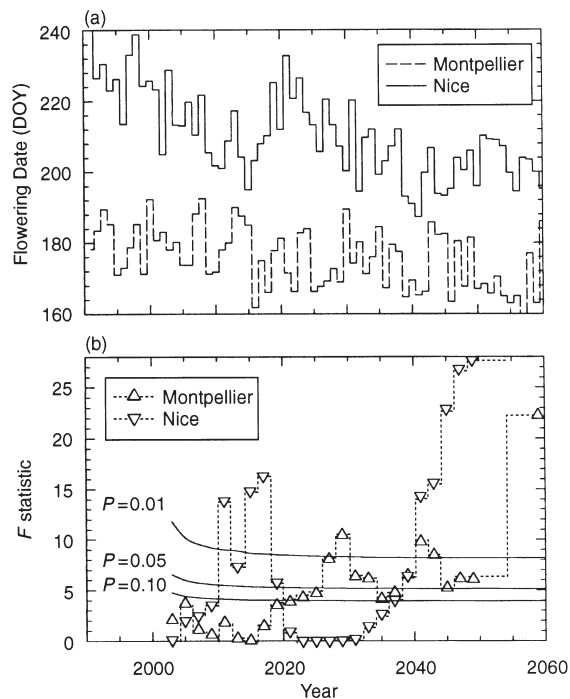 (a)
240
220
200
180
160
Flowering Date (DOY)
Montpellier
Nice
(b)
25
20
15
10
5
0
F statistic
Montpellier
Nice
P=0.01
P=0.05
P=0.10
2000
2020
2040
2060
Year